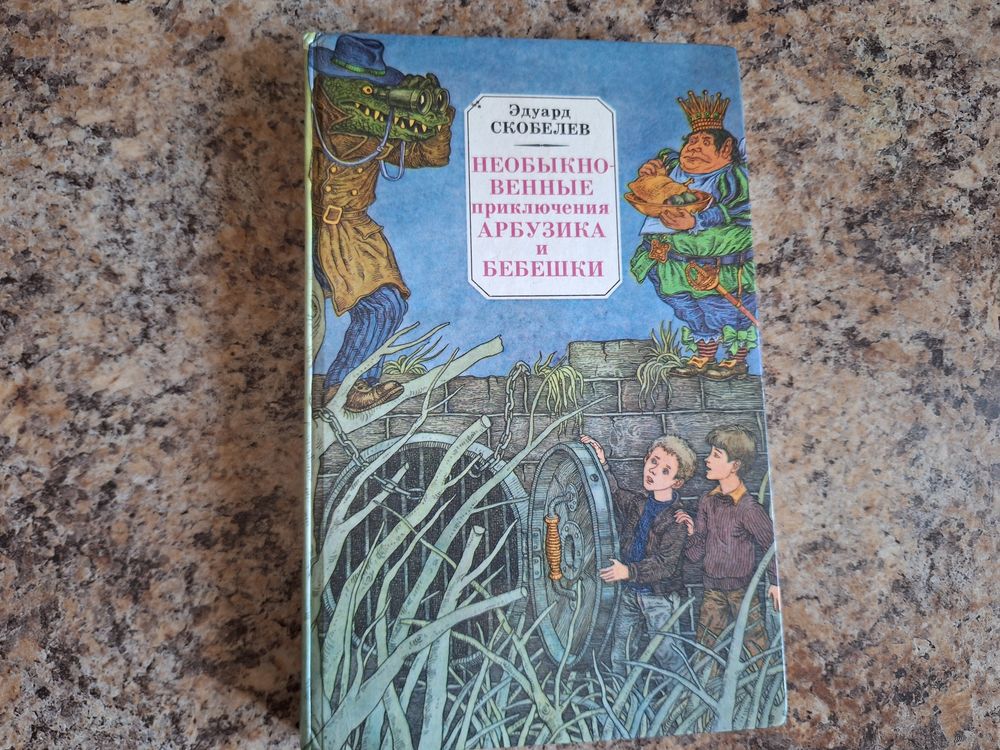 Эдуард
СКОБЕЛЕВ
НЕОБЫКНО-
ВЕННЫЕ
приключения
АРБУЗИКА
и
БЕБЕШКИ